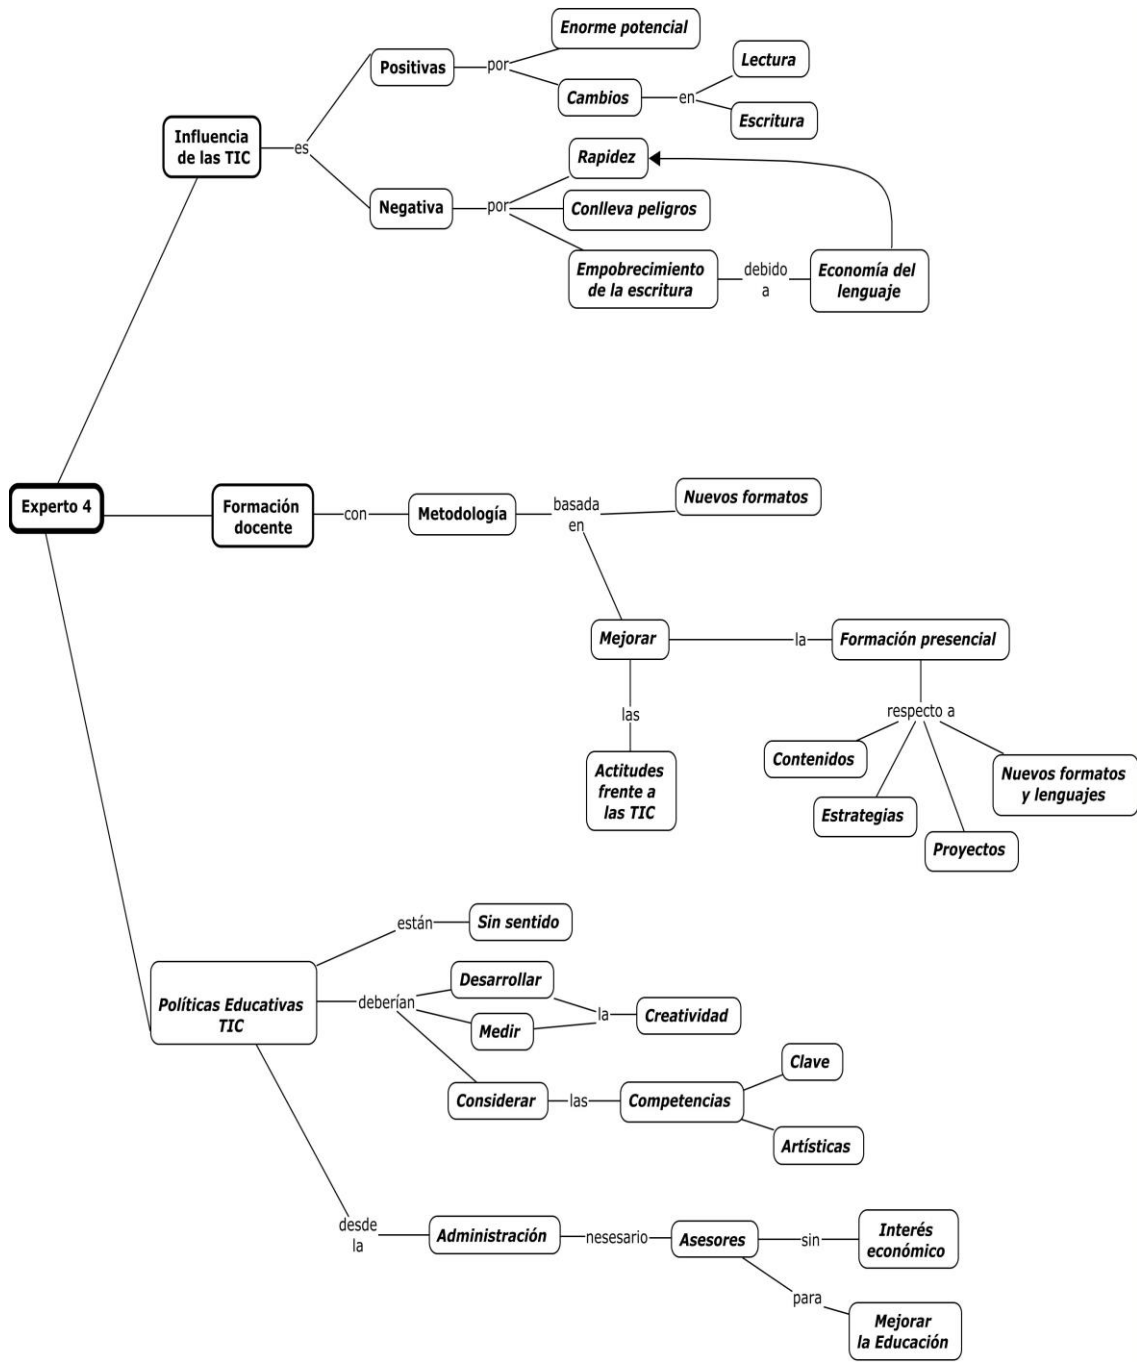 Enorme potencial
Positivas
por
Lectura
Cambios
en
Escritura
Influencia
de las TIC
es
Rapidez
Negativa
por
Conlleva peligros
Empobrecimiento
de la escritura
debido
a
Economía del
lenguaje
Experto 4
Formación
docente
con
Metodología
basada
en
Nuevos formatos
Mejorar
la
Formación presencial
las
Actitudes
frente a
las TIC
respecto a
Contenidos
Estrategias
Proyectos
Nuevos formatos
y lenguajes
Políticas Educativas
TIC
están
Sin sentido
deberían
Desarrollar
Medir
la
Creatividad
Considerar
las
Competencias
Clave
Artísticas
desde
la
Administración
nesesario
Asesores
sin
Interés
económico
para
Mejorar
la Educación